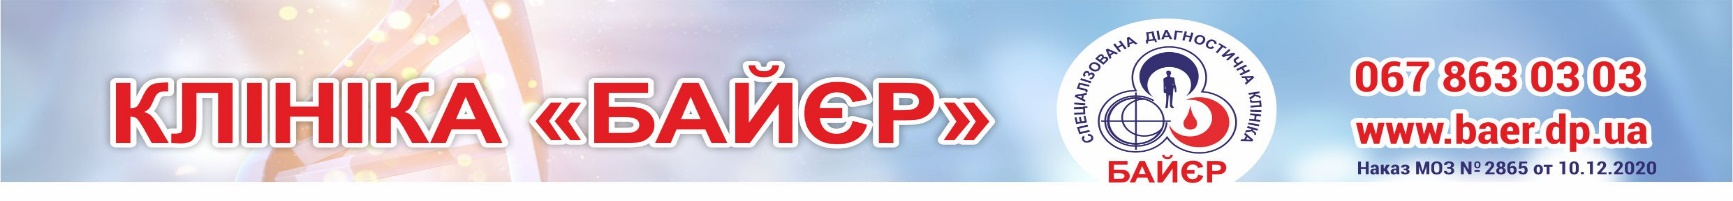 КЛІНІКА «БАЙЄР»
СПЕЦІАЛІЗОВАНА ДІАГНОСТИЧНА КЛІНІКА
БАЙЄР
067 863 03 03
www.baer.dp.ua
Наказ МОЗ № 2865 от 10.12.2020